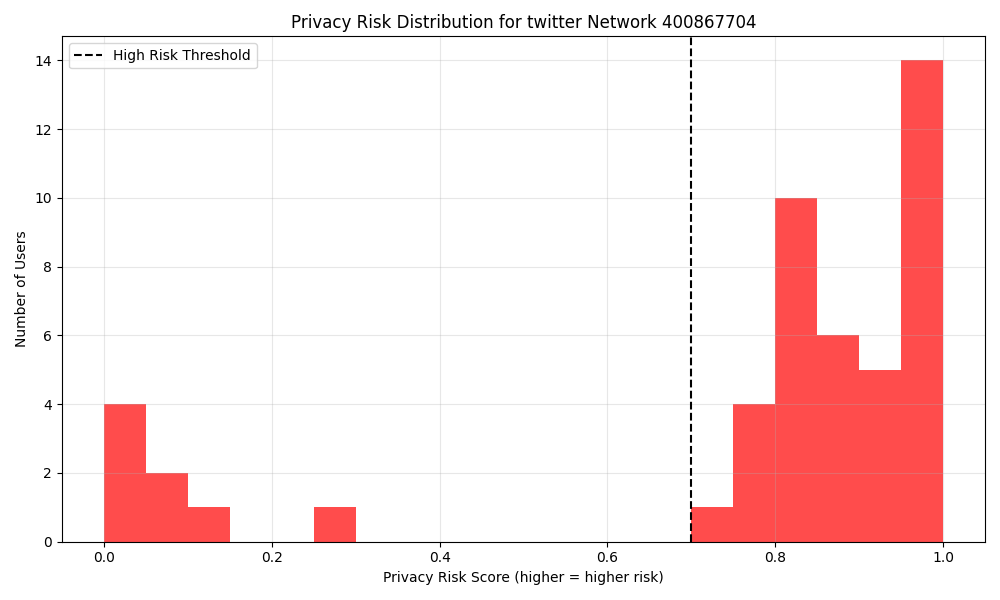 Privacy Risk Distribution for twitter Network 400867704
High Risk Threshold
14
12
10
8
6
4
2
0
Number of Users
0.0 0.2 0.4 0.6 0.8 1.0
Privacy Risk Score (higher = higher risk)